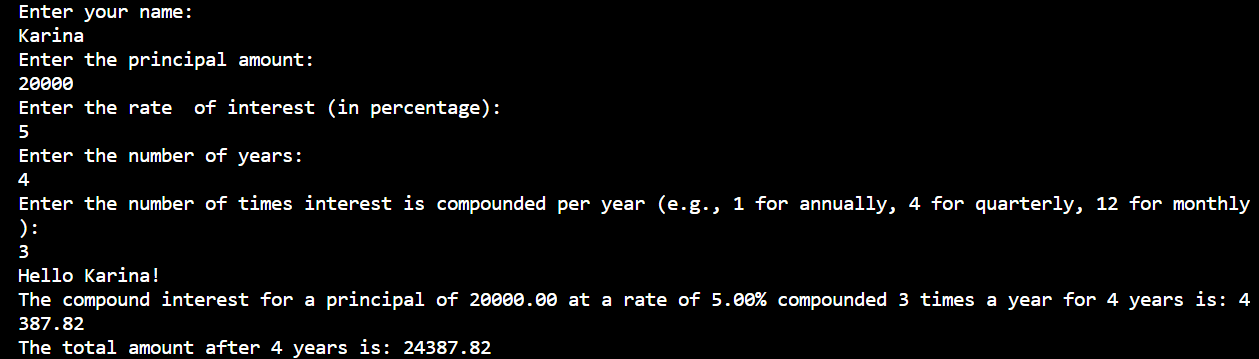 Enter your name:
Karina
Enter the principal amount:
20000
Enter the rate  of interest (in percentage):
5
Enter the number of years:
4
Enter the number of times interest is compounded per year (e.g., 1 for annually, 4 for quarterly, 12 for monthly
):
3
Hello Karina!
The compound interest for a principal of 20000.00 at a rate of 5.00% compounded 3 times a year for 4 years is: 4
387.82
The total amount after 4 years is: 24387.82